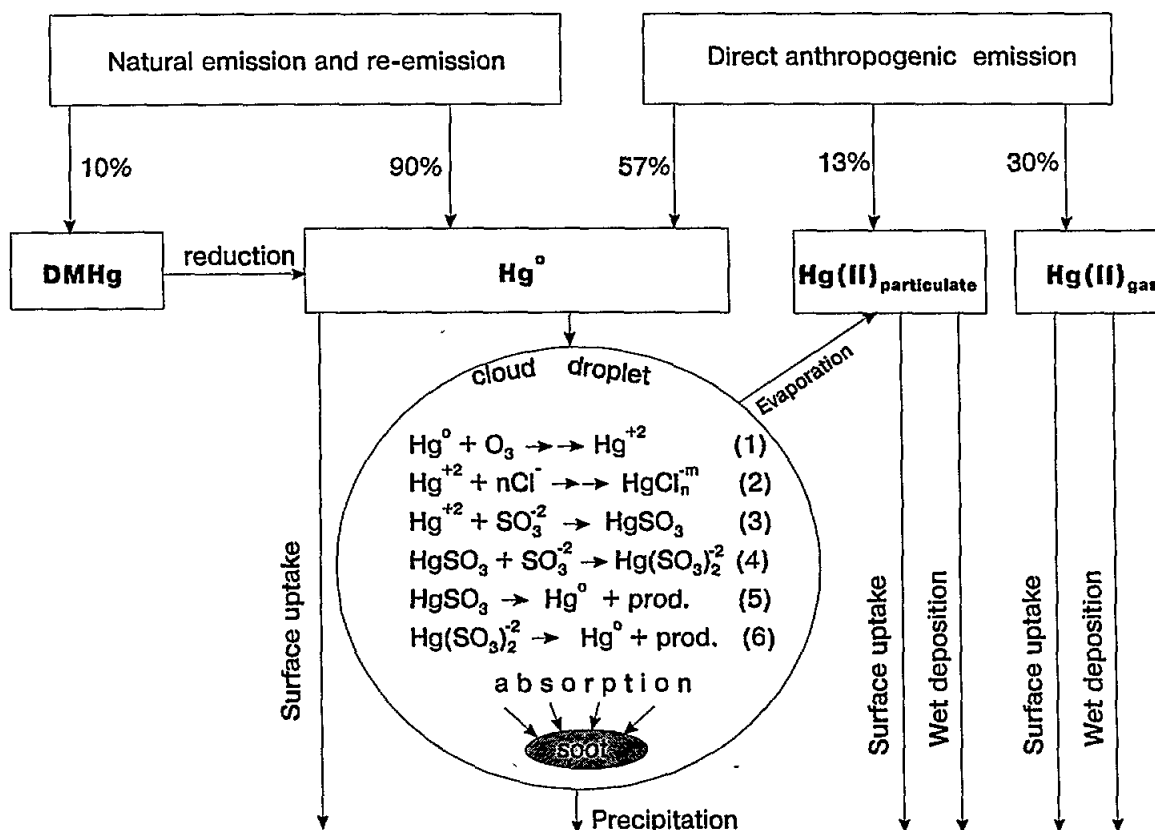 Natural emission and re-emission
Direct anthropogenic emission
10%
90%
57%
13%
30%
DMHg
reduction
Hg°
Hg(II)particulate
Hg(II)gas
cloud droplet
Evaporation
Hg° + O₃ →→ Hg⁺² (1)
Hg⁺² + nCl⁻ →→ HgClₙ⁻ᵐ (2)
Hg⁺² + SO₃⁻² → HgSO₃ (3)
HgSO₃ + SO₃⁻² → Hg(SO₃)₂⁻² (4)
HgSO₃ → Hg° + prod. (5)
Hg(SO₃)₂⁻² → Hg° + prod. (6)
absorption
soot
Surface uptake
Precipitation
Surface uptake
Wet deposition
Surface uptake
Wet deposition